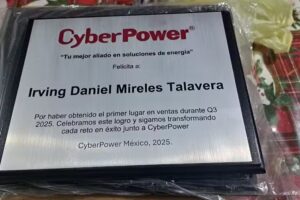 CyberPower®
"Tu mejor aliado en soluciones de energía"
Felicita a:
Irving Daniel Mireles Talavera
Por haber obtenido el primer lugar en ventas durante Q3
2025. Celebramos este logro y sigamos transformando
cada reto en éxito junto a CyberPower
CyberPower México, 2025.